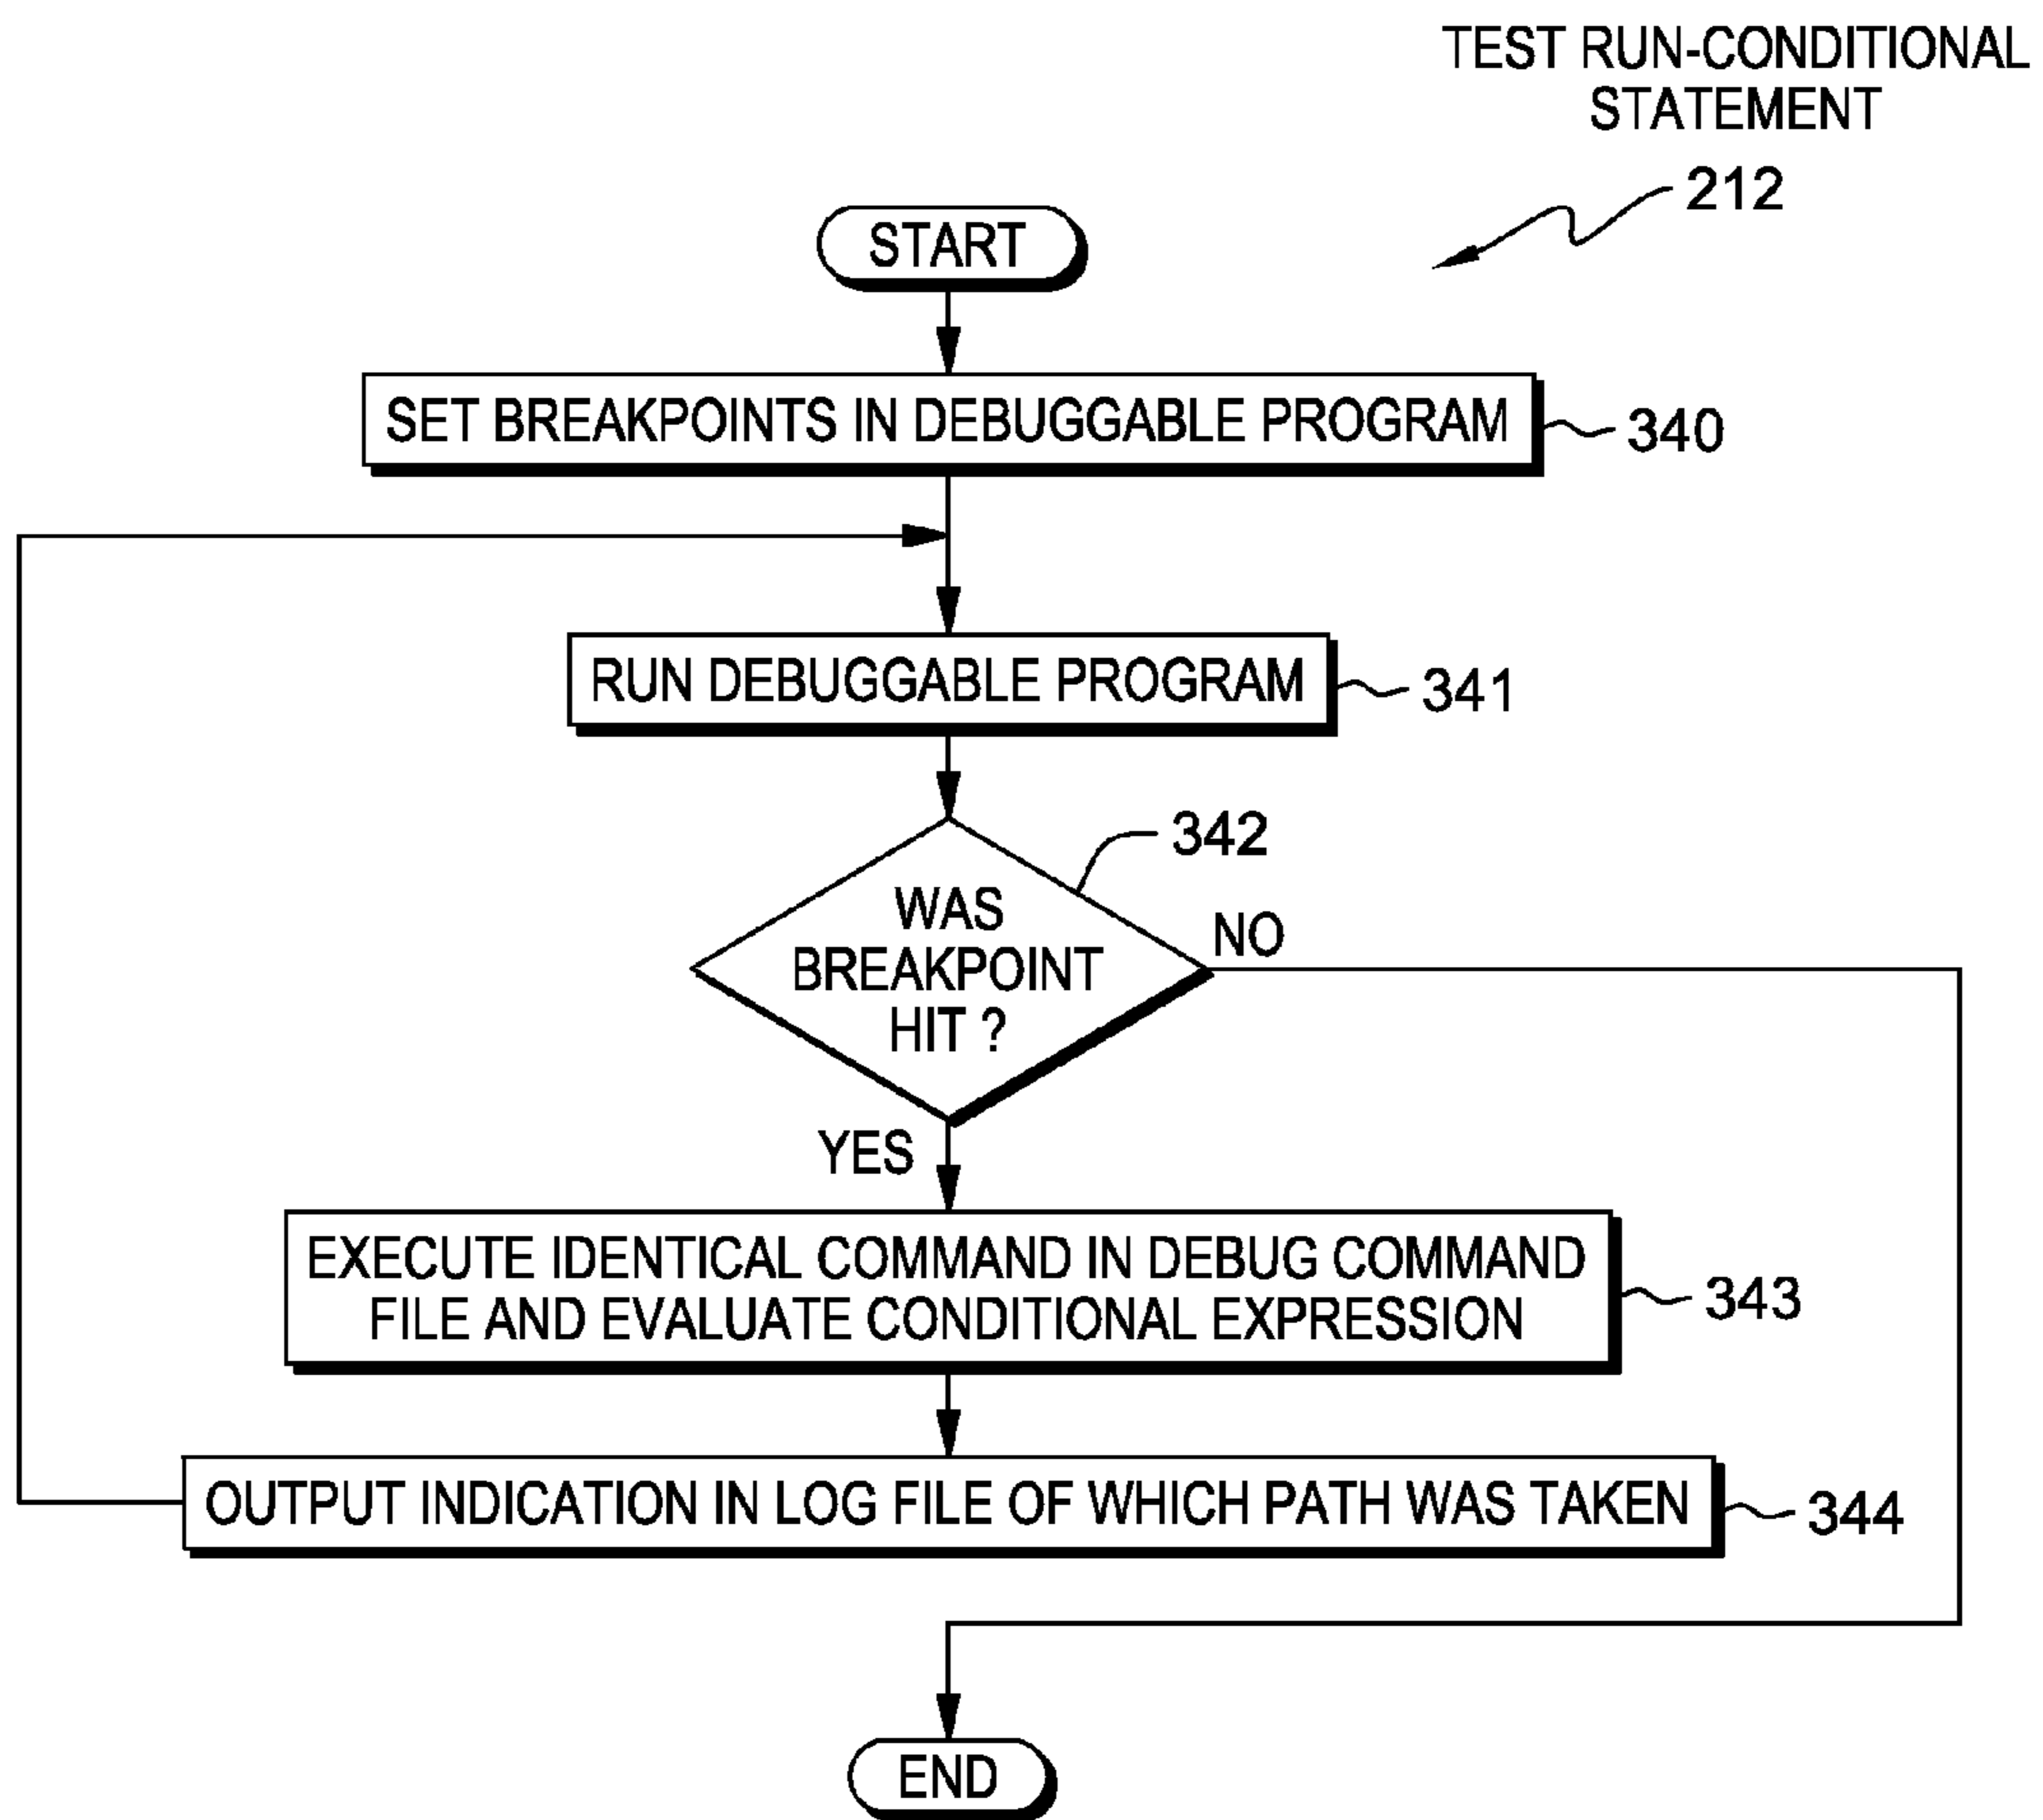 TEST RUN-CONDITIONAL
STATEMENT
212
START
SET BREAKPOINTS IN DEBUGGABLE PROGRAM
340
RUN DEBUGGABLE PROGRAM
341
342
WAS
BREAKPOINT
HIT ?
NO
YES
EXECUTE IDENTICAL COMMAND IN DEBUG COMMAND
FILE AND EVALUATE CONDITIONAL EXPRESSION
343
OUTPUT INDICATION IN LOG FILE OF WHICH PATH WAS TAKEN
344
END